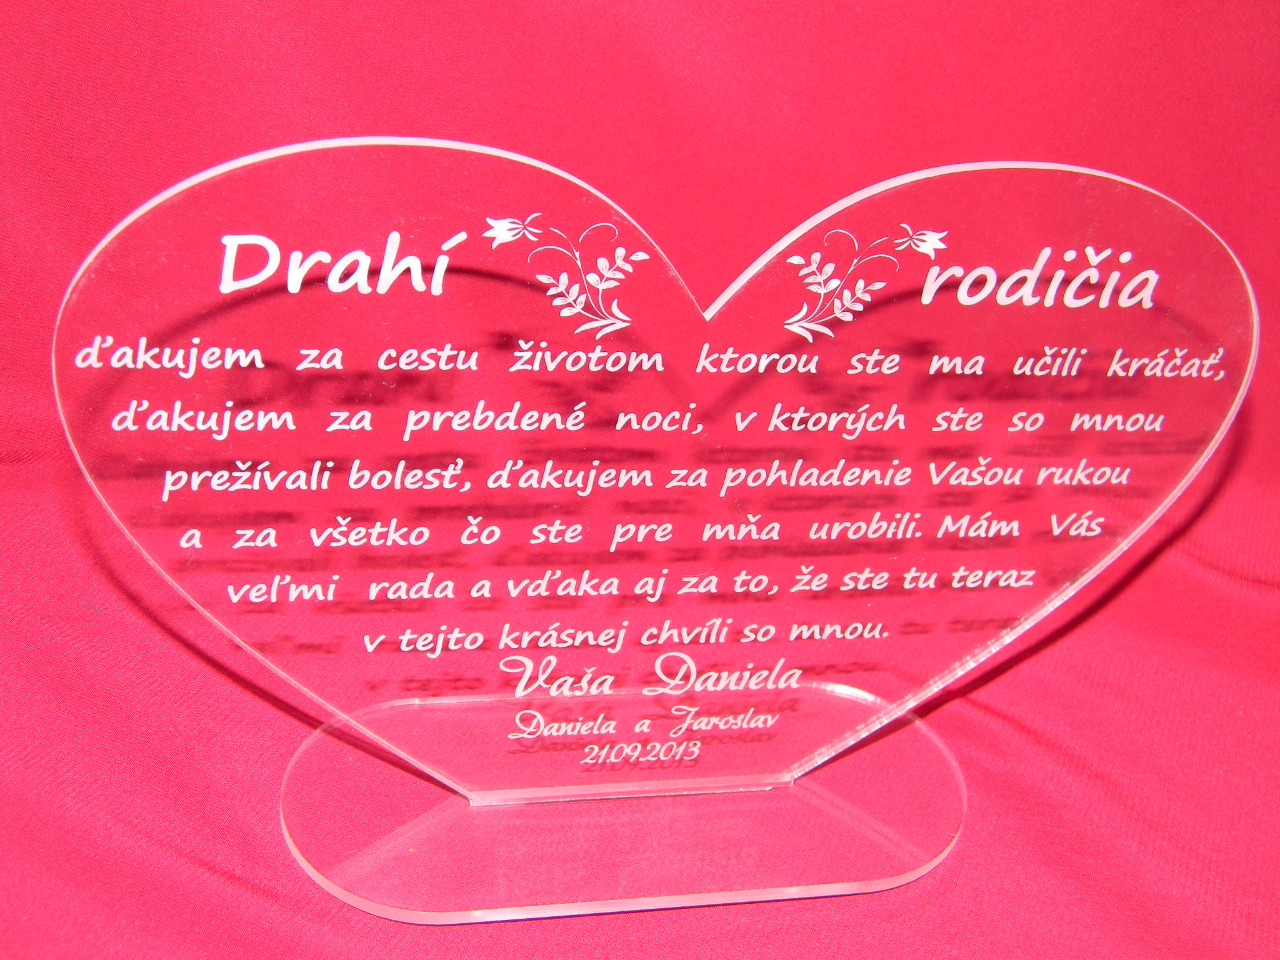 Drahí rodičia
ďakujem za cestu životom ktorou ste ma učili kráčať,
ďakujem za prebdené noci, v ktorých ste so mnou
prežívali bolesť, ďakujem za pohladenie Vašou rukou
a za všetko čo ste pre mňa urobili. Mám Vás
veľmi rada a vďaka aj za to, že ste tu teraz
v tejto krásnej chvíli so mnou.
Vaša Daniela
Daniela a Jaroslav
21.09.2013